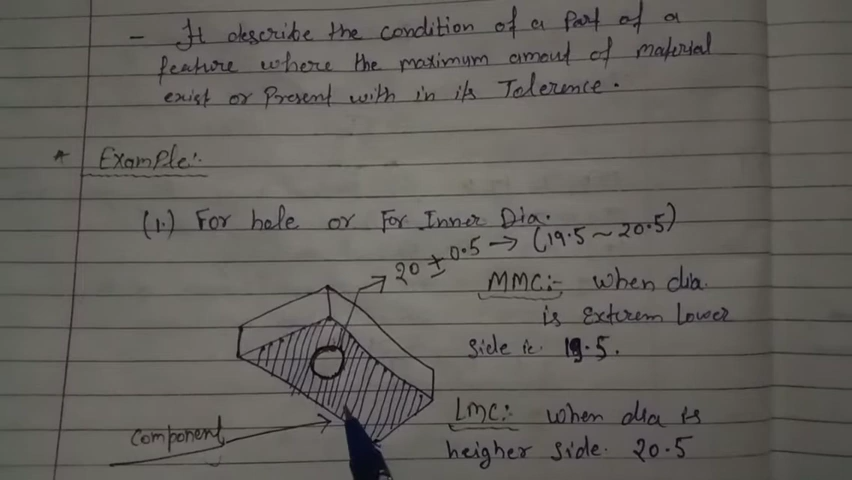 - It describe the condition of a Part of a
feature where the maximum amout of material
exist or Present with in its Tolerence.
* Example:-
(1.) For hole or For Inner Dia.
20 ± 0.5 → (19.5 ~ 20.5)
MMC:- when dia.
is Exterem Lower
Side ie. 19.5.
LMC:- when dia is
heigher Side. 20.5
Component